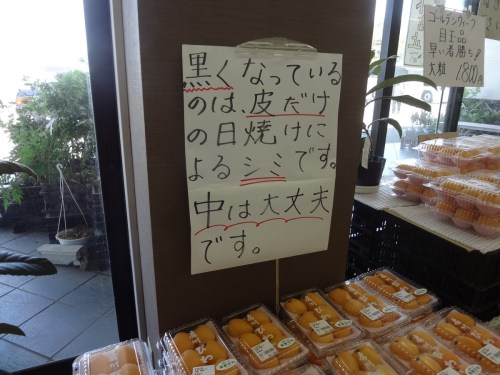 黒くなっている
のは、皮だけ
の日焼けに
よるシミです。
中は大丈夫
です。
ゴールデンウィーク
目玉品
早い者勝ち!
大粒 1800円